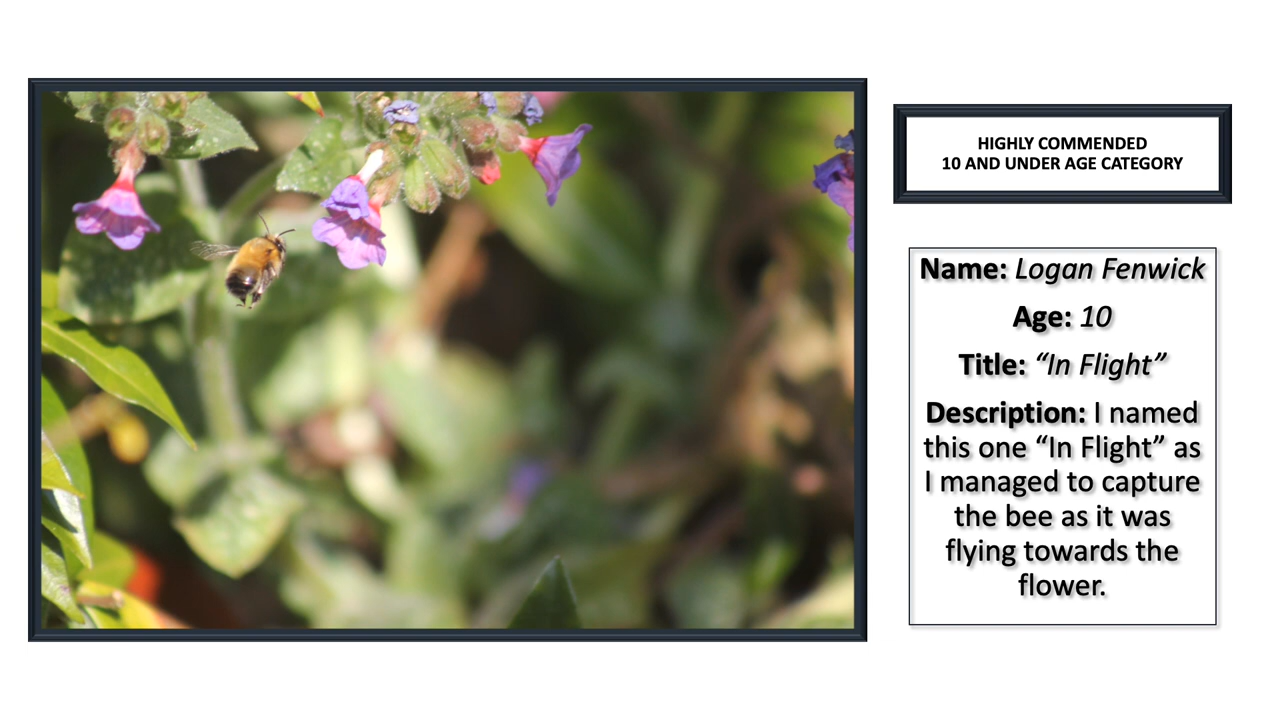 HIGHLY COMMENDED
10 AND UNDER AGE CATEGORY
Name: Logan Fenwick
Age: 10
Title: “In Flight”
Description: I named
this one “In Flight” as
I managed to capture
the bee as it was
flying towards the
flower.